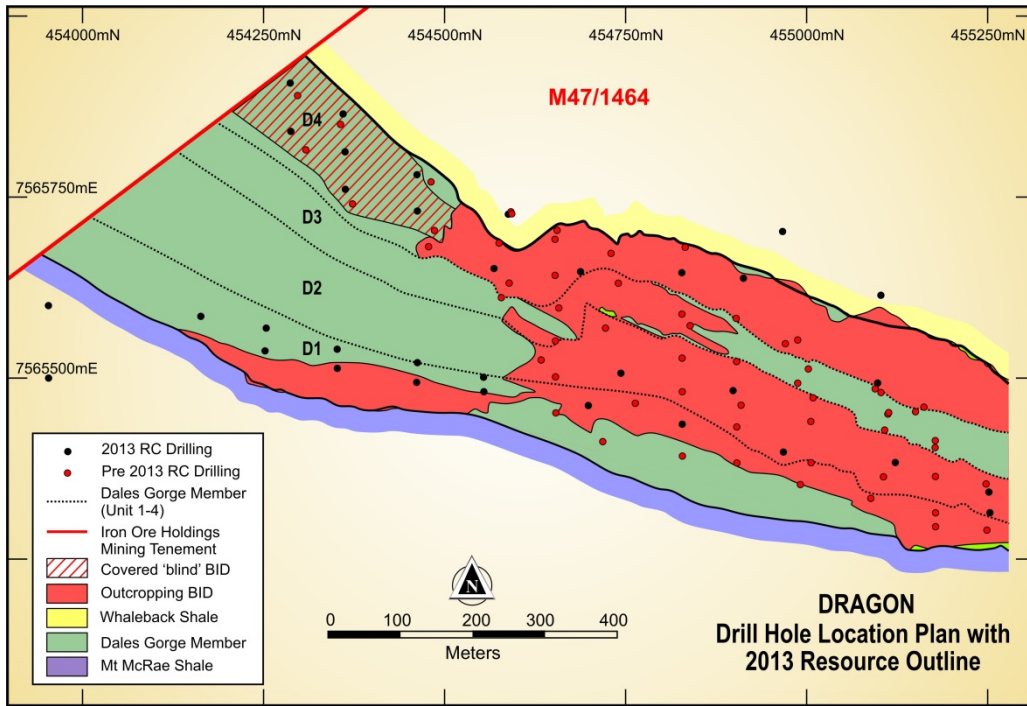 454000mN 454250mN 454500mN 454750mN 455000mN 455250mN
M47/1464
D4
7565750mE
D3
D2
D1
7565500mE
2013 RC Drilling
Pre 2013 RC Drilling
Dales Gorge Member
(Unit 1-4)
Iron Ore Holdings
Mining Tenement
Covered ‘blind’ BID
Outcropping BID
Whaleback Shale
Dales Gorge Member
Mt McRae Shale
N
0 100 200 300 400
Meters
DRAGON
Drill Hole Location Plan with
2013 Resource Outline